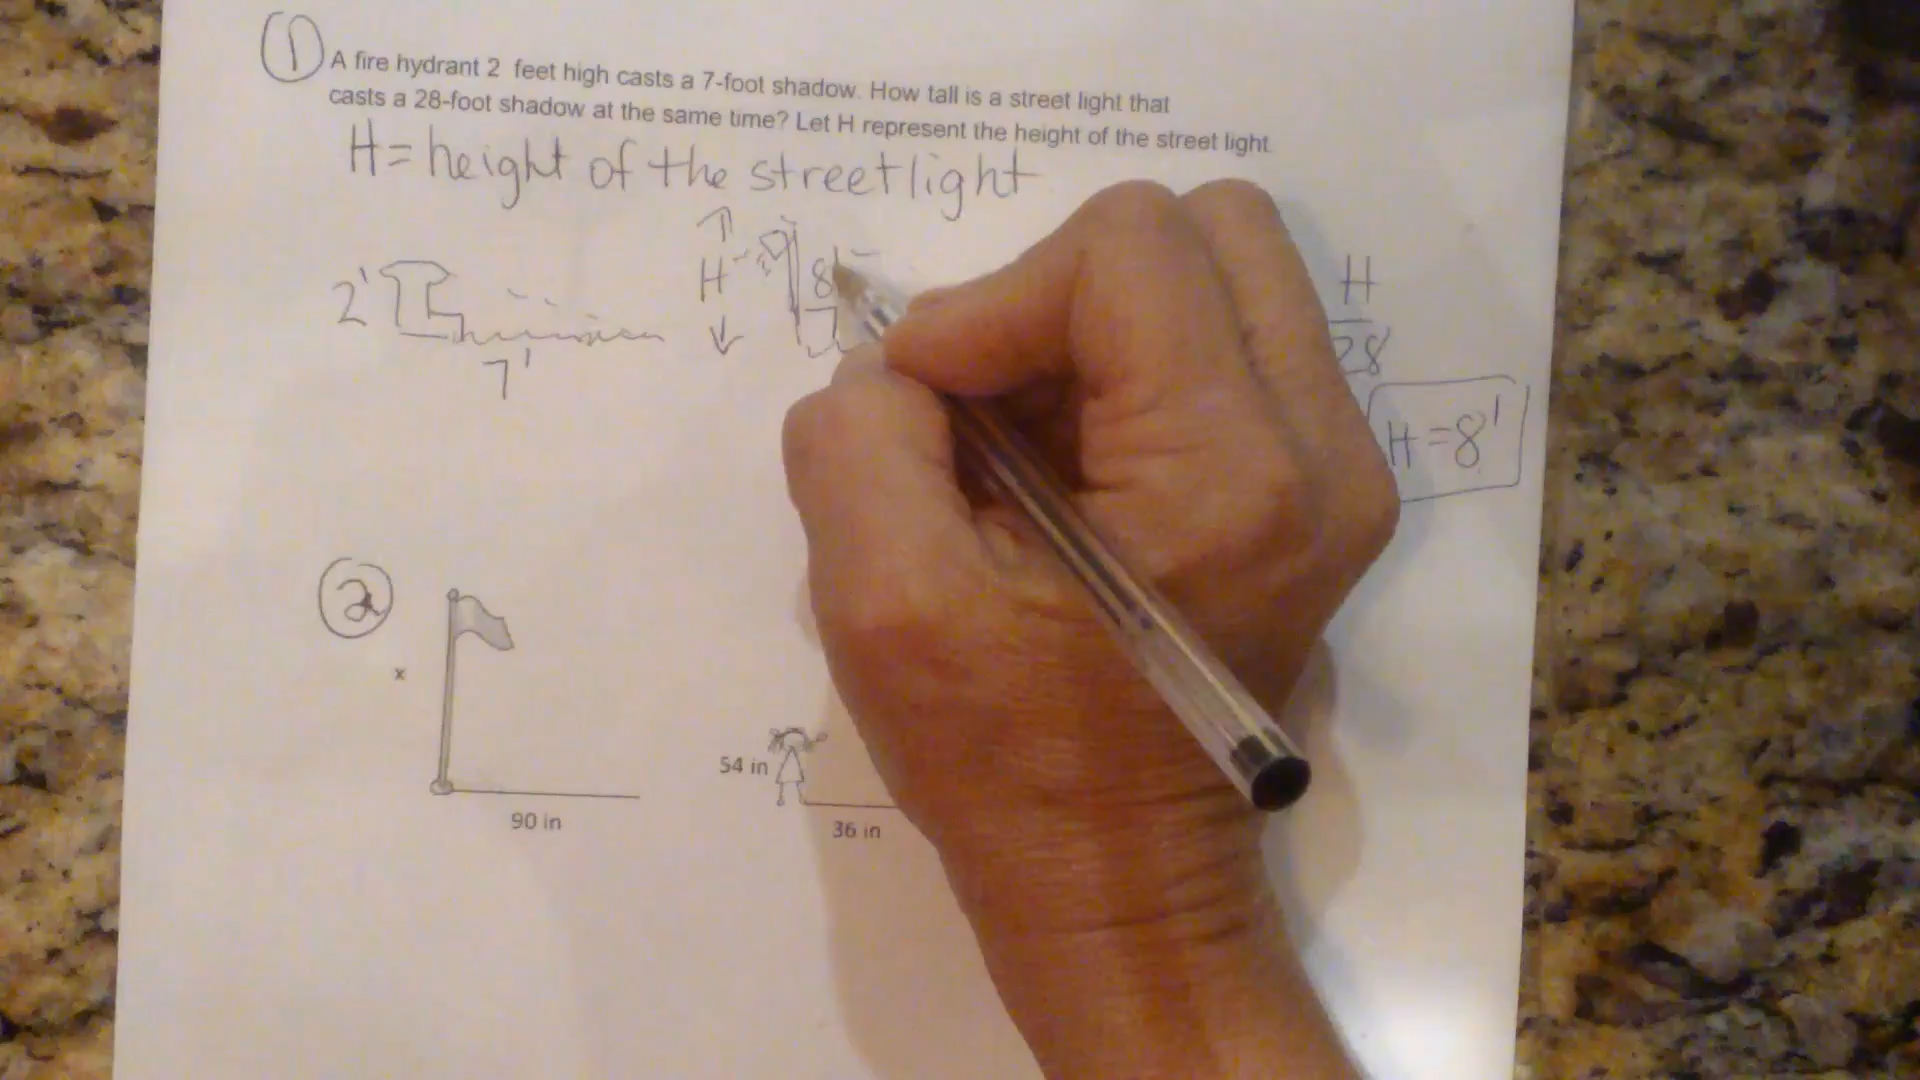 1 A fire hydrant 2 feet high casts a 7-foot shadow. How tall is a street light that
casts a 28-foot shadow at the same time? Let H represent the height of the street light.
H = height of the streetlight
2' H 8' H
7' 28
H = 8'
2
x
54 in
90 in 36 in